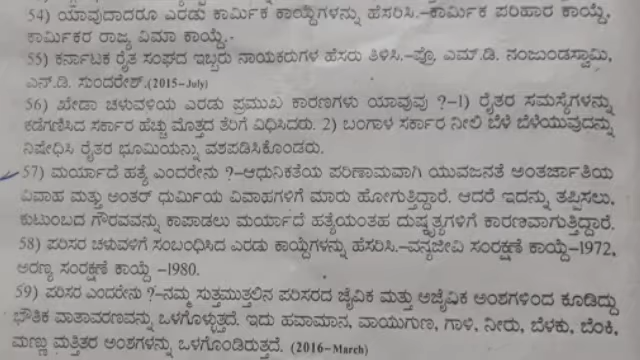 54) ಯಾವುದಾದರೂ ಎರಡು ಕಾರ್ಮಿಕ ಕಾಯ್ದೆಗಳನ್ನು ಹೆಸರಿಸಿ.–ಕಾರ್ಮಿಕ ಪರಿಹಾರ ಕಾಯ್ದೆ,
ಕಾರ್ಮಿಕರ ರಾಜ್ಯ ವಿಮಾ ಕಾಯ್ದೆ.
55) ಕರ್ನಾಟಕ ರೈತ ಸಂಘದ ಇಬ್ಬರು ನಾಯಕರುಗಳ ಹೆಸರು ತಿಳಿಸಿ.–ಪ್ರೊ. ಎಮ್.ಡಿ. ನಂಜುಂಡಸ್ವಾಮಿ,
ಎನ್.ಡಿ. ಸುಂದರೇಶ್.(2015–July)
56) ಖೇಡಾ ಚಳುವಳಿಯ ಎರಡು ಪ್ರಮುಖ ಕಾರಣಗಳು ಯಾವುವು ?–1) ರೈತರ ಸಮಸ್ಯೆಗಳನ್ನು
ಕಡೆಗಣಿಸಿದ ಸರ್ಕಾರ ಹೆಚ್ಚು ಮೊತ್ತದ ತೆರಿಗೆ ವಿಧಿಸಿದರು. 2) ಬಂಗಾಳ ಸರ್ಕಾರ ನೀಲಿ ಬೆಳೆ ಬೆಳೆಯುವುದನ್ನು
ನಿಷೇಧಿಸಿ ರೈತರ ಭೂಮಿಯನ್ನು ವಶಪಡಿಸಿಕೊಂಡರು.
57) ಮರ್ಯಾದೆ ಹತ್ಯೆ ಎಂದರೇನು ?–ಆಧುನಿಕತೆಯ ಪರಿಣಾಮವಾಗಿ ಯುವಜನತೆ ಅಂತರ್ಜಾತಿಯ
ವಿವಾಹ ಮತ್ತು ಅಂತರ್ ಧರ್ಮಿಯ ವಿವಾಹಗಳಿಗೆ ಮಾರು ಹೋಗುತ್ತಿದ್ದಾರೆ. ಆದರೆ ಇದನ್ನು ತಪ್ಪಿಸಲು,
ಕುಟುಂಬದ ಗೌರವವನ್ನು ಕಾಪಾಡಲು ಮರ್ಯಾದೆ ಹತ್ಯೆಯಂತಹ ದುಷ್ಕೃತ್ಯಗಳಿಗೆ ಕಾರಣವಾಗುತ್ತಿದ್ದಾರೆ.
58) ಪರಿಸರ ಚಳುವಳಿಗೆ ಸಂಬಂಧಿಸಿದ ಎರಡು ಕಾಯ್ದೆಗಳನ್ನು ಹೆಸರಿಸಿ.–ವನ್ಯಜೀವಿ ಸಂರಕ್ಷಣೆ ಕಾಯ್ದೆ–1972,
ಅರಣ್ಯ ಸಂರಕ್ಷಣೆ ಕಾಯ್ದೆ –1980.
59) ಪರಿಸರ ಎಂದರೇನು ?–ನಮ್ಮ ಸುತ್ತಮುತ್ತಲಿನ ಪರಿಸರದ ಜೈವಿಕ ಮತ್ತು ಅಜೈವಿಕ ಅಂಶಗಳಿಂದ ಕೂಡಿದ್ದು
ಭೌತಿಕ ವಾತಾವರಣವನ್ನು ಒಳಗೊಳ್ಳುತ್ತದೆ. ಇದು ಹವಾಮಾನ, ವಾಯುಗುಣ, ಗಾಳಿ, ನೀರು, ಬೆಳಕು, ಬೆಂಕಿ,
ಮಣ್ಣು ಮತ್ತಿತರ ಅಂಶಗಳನ್ನು ಒಳಗೊಂಡಿರುತ್ತದೆ. (2016–March)